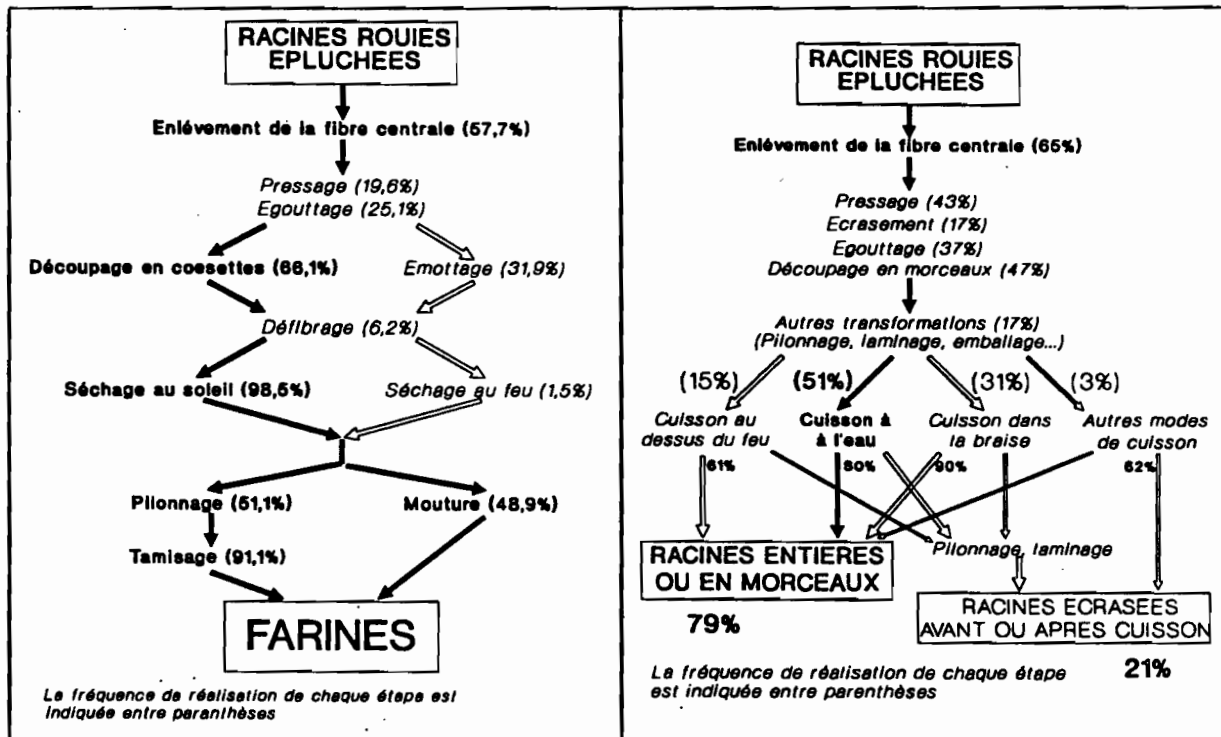 RACINES ROUIES
EPLUCHEES
Enlévement de la fibre centrale (57,7%)
Pressage (19,6%)
Egouttage (25,1%)
Découpage en coesettes (66,1%)
Emottage (31,9%)
Défibrage (6,2%)
Séchage au soleil (98,5%)
Séchage au feu (1,5%)
Pilonnage (51,1%)
Mouture (48,9%)
Tamisage (91,1%)
FARINES
La fréquence de réalisation de chaque étape est
indiquée entre paranthèses
RACINES ROUIES
EPLUCHEES
Enlévement de la fibre centrale (65%)
Pressage (43%)
Ecrasement (17%)
Egouttage (37%)
Découpage en morceaux (47%)
Autres transformations (17%)
(Pilonnage, laminage, emballage...)
(15%)
(51%)
(31%)
(3%)
Cuisson au
dessus du feu
Cuisson à
à l'eau
Cuisson dans
la braise
Autres modes
de cuisson
61%
80%
90%
62%
RACINES ENTIERES
OU EN MORCEAUX
Pilonnage, laminage
79%
RACINES ECRASEES
AVANT OU APRES CUISSON
21%
La fréquence de réalisation de chaque étape
est indiquée entre parenthèses